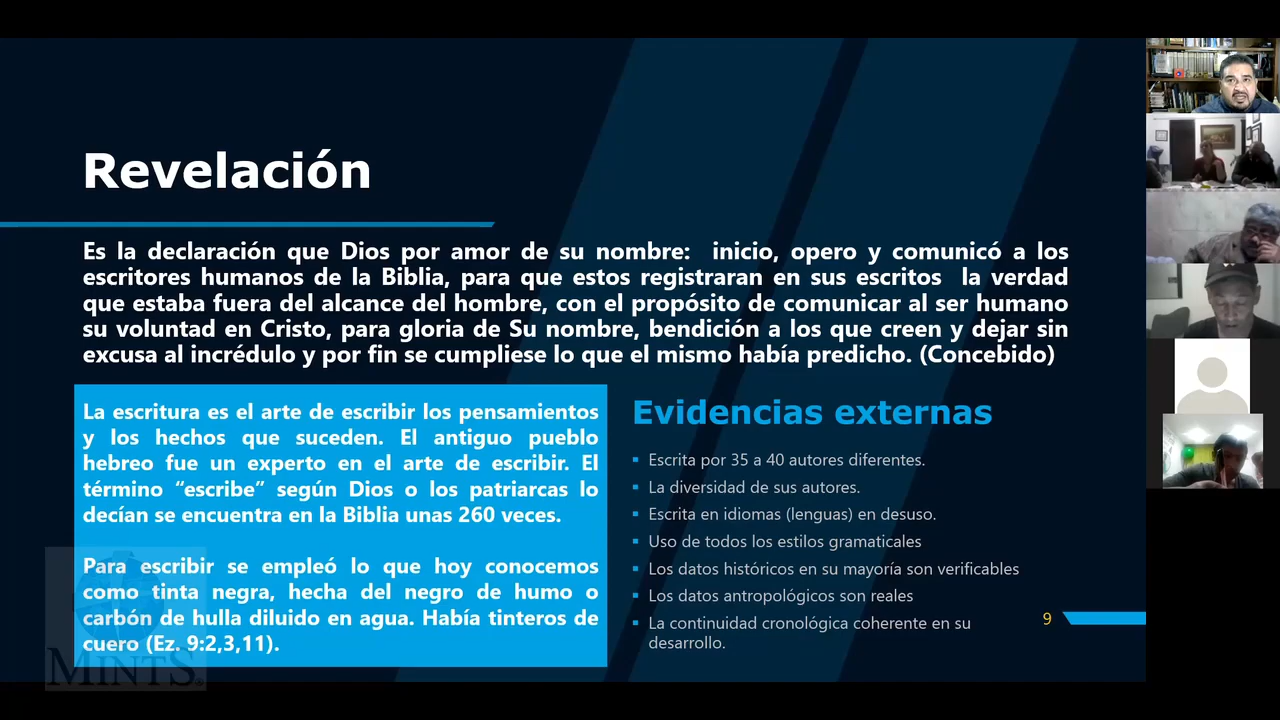 Revelación
Es la declaración que Dios por amor de su nombre: inicio, opero y comunicó a los
escritores humanos de la Biblia, para que estos registraran en sus escritos la verdad
que estaba fuera del alcance del hombre, con el propósito de comunicar al ser humano
su voluntad en Cristo, para gloria de Su nombre, bendición a los que creen y dejar sin
excusa al incrédulo y por fin se cumpliese lo que el mismo había predicho. (Concebido)
La escritura es el arte de escribir los pensamientos
y los hechos que suceden. El antiguo pueblo
hebreo fue un experto en el arte de escribir. El
término “escribe” según Dios o los patriarcas lo
decían se encuentra en la Biblia unas 260 veces.
Para escribir se empleó lo que hoy conocemos
como tinta negra, hecha del negro de humo o
carbón de hulla diluido en agua. Había tinteros de
cuero (Ez. 9:2,3,11).
Evidencias externas
▪ Escrita por 35 a 40 autores diferentes.
▪ La diversidad de sus autores.
▪ Escrita en idiomas (lenguas) en desuso.
▪ Uso de todos los estilos gramaticales
▪ Los datos históricos en su mayoría son verificables
▪ Los datos antropológicos son reales
▪ La continuidad cronológica coherente en su
desarrollo.
9
MINTS®